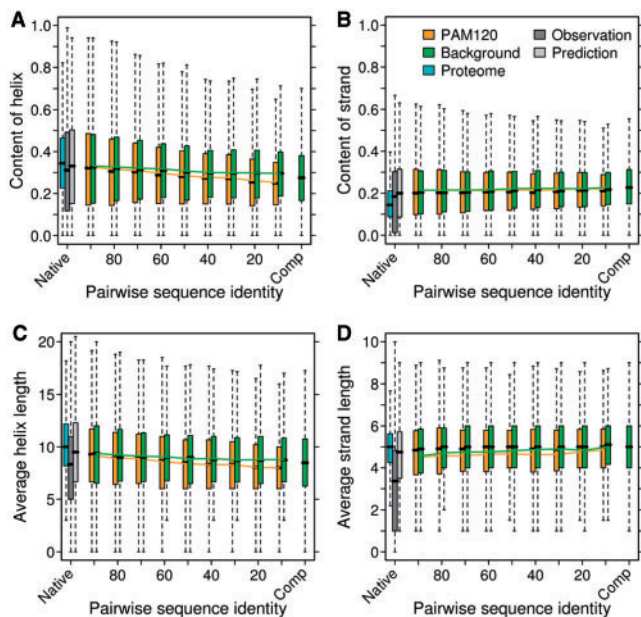 A
Content of helix
1.0
0.8
0.6
0.4
0.2
0.0
Native
80
60
40
20
Comp
Pairwise sequence identity
B
Content of strand
1.0
0.8
0.6
0.4
0.2
0.0
PAM120
Background
Proteome
Observation
Prediction
Native
80
60
40
20
Comp
Pairwise sequence identity
C
Average helix length
20
15
10
5
0
Native
80
60
40
20
Comp
Pairwise sequence identity
D
Average strand length
10
8
6
4
2
0
Native
80
60
40
20
Comp
Pairwise sequence identity